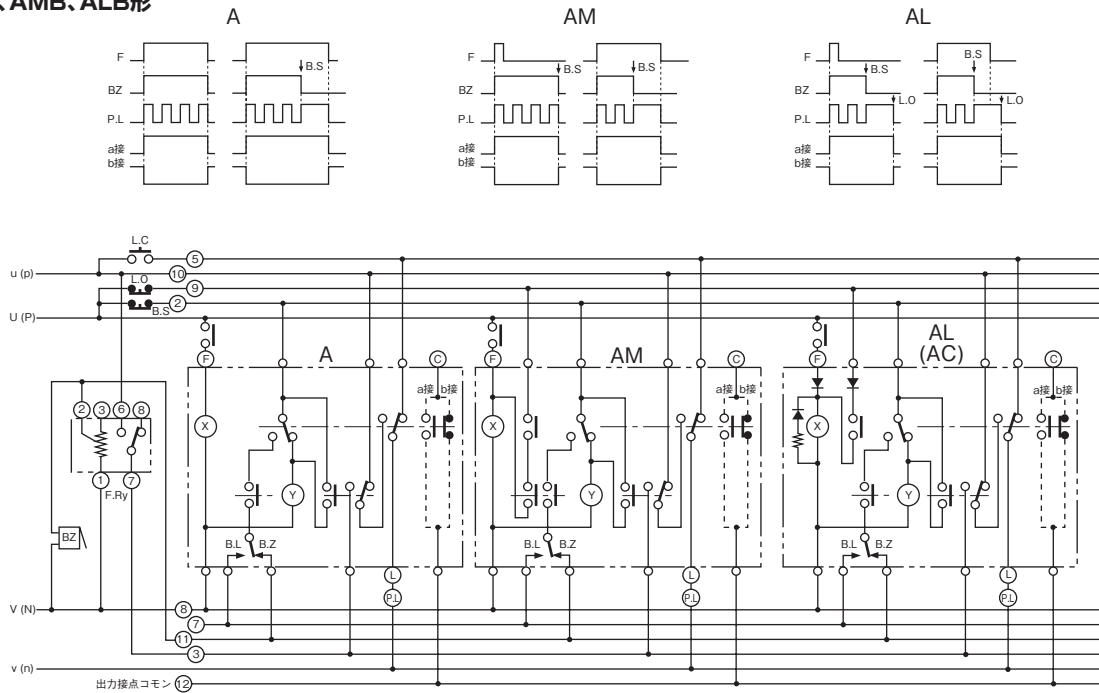 、AMB、ALB形
A
AM
AL
F
BZ
P.L
a接
b接
B.S
F
BZ
P.L
a接
b接
B.S
B.S
F
BZ
P.L
a接
b接
B.S
L.O
B.S
L.O
L.C
⑤
u (p)
⑩
L.O
⑨
②
B.S
U (P)
F
A
C
a接 b接
X
Y
B.L
B.Z
L
P.L
F
AM
C
a接 b接
X
Y
B.L
B.Z
L
P.L
F
AL
(AC)
C
a接 b接
X
Y
B.L
B.Z
L
P.L
② ③ ⑥ ⑧
① ⑦
F.Ry
BZ
V (N)
⑧
⑦
⑪
③
v (n)
出力接点コモン ⑫